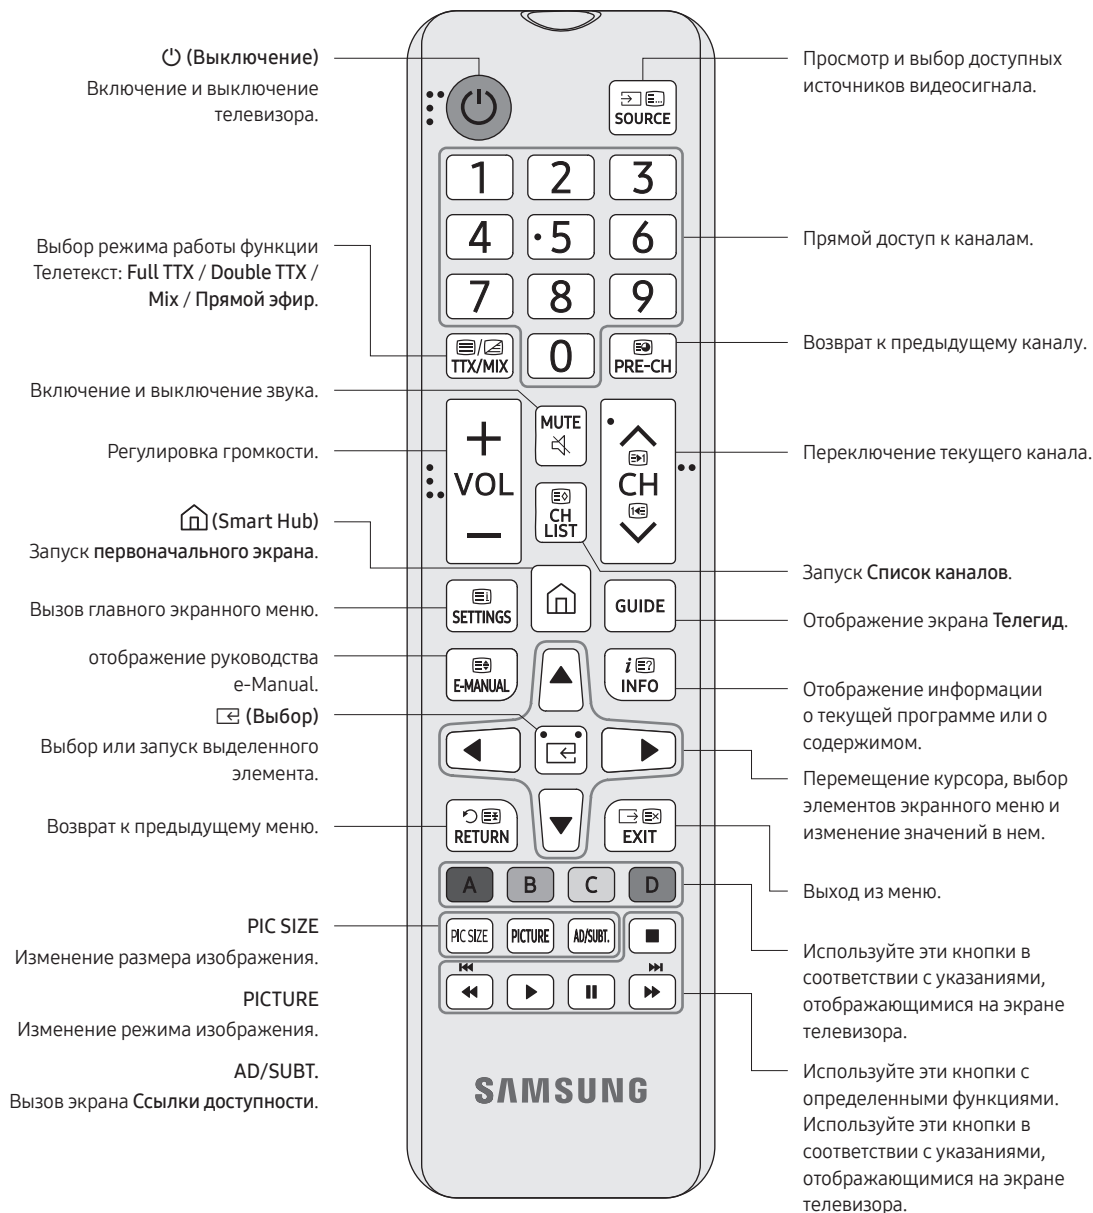 (Выключение)
Включение и выключение
телевизора.
Выбор режима работы функции
Телетекст: Full TTX / Double TTX /
Mix / Прямой эфир.
Включение и выключение звука.
Регулировка громкости.
(Smart Hub)
Запуск первоначального экрана.
Вызов главного экранного меню.
отображение руководства
e-Manual.
(Выбор)
Выбор или запуск выделенного
элемента.
Возврат к предыдущему меню.
PIC SIZE
Изменение размера изображения.
PICTURE
Изменение режима изображения.
AD/SUBT.
Вызов экрана Ссылки доступности.
SOURCE
1 2 3
4 5 6
7 8 9
TTX/MIX 0 PRE-CH
MUTE
+
VOL
−
CH
CH
LIST
SETTINGS
GUIDE
E-MANUAL
i
INFO
RETURN
EXIT
A B C D
PIC SIZE PICTURE AD/SUBT.
SAMSUNG
Просмотр и выбор доступных
источников видеосигнала.
Прямой доступ к каналам.
Возврат к предыдущему каналу.
Переключение текущего канала.
Запуск Список каналов.
Отображение экрана Телегид.
Отображение информации
о текущей программе или о
содержимом.
Перемещение курсора, выбор
элементов экранного меню и
изменение значений в нем.
Выход из меню.
Используйте эти кнопки в
соответствии с указаниями,
отображающимися на экране
телевизора.
Используйте эти кнопки с
определенными функциями.
Используйте эти кнопки в
соответствии с указаниями,
отображающимися на экране
телевизора.